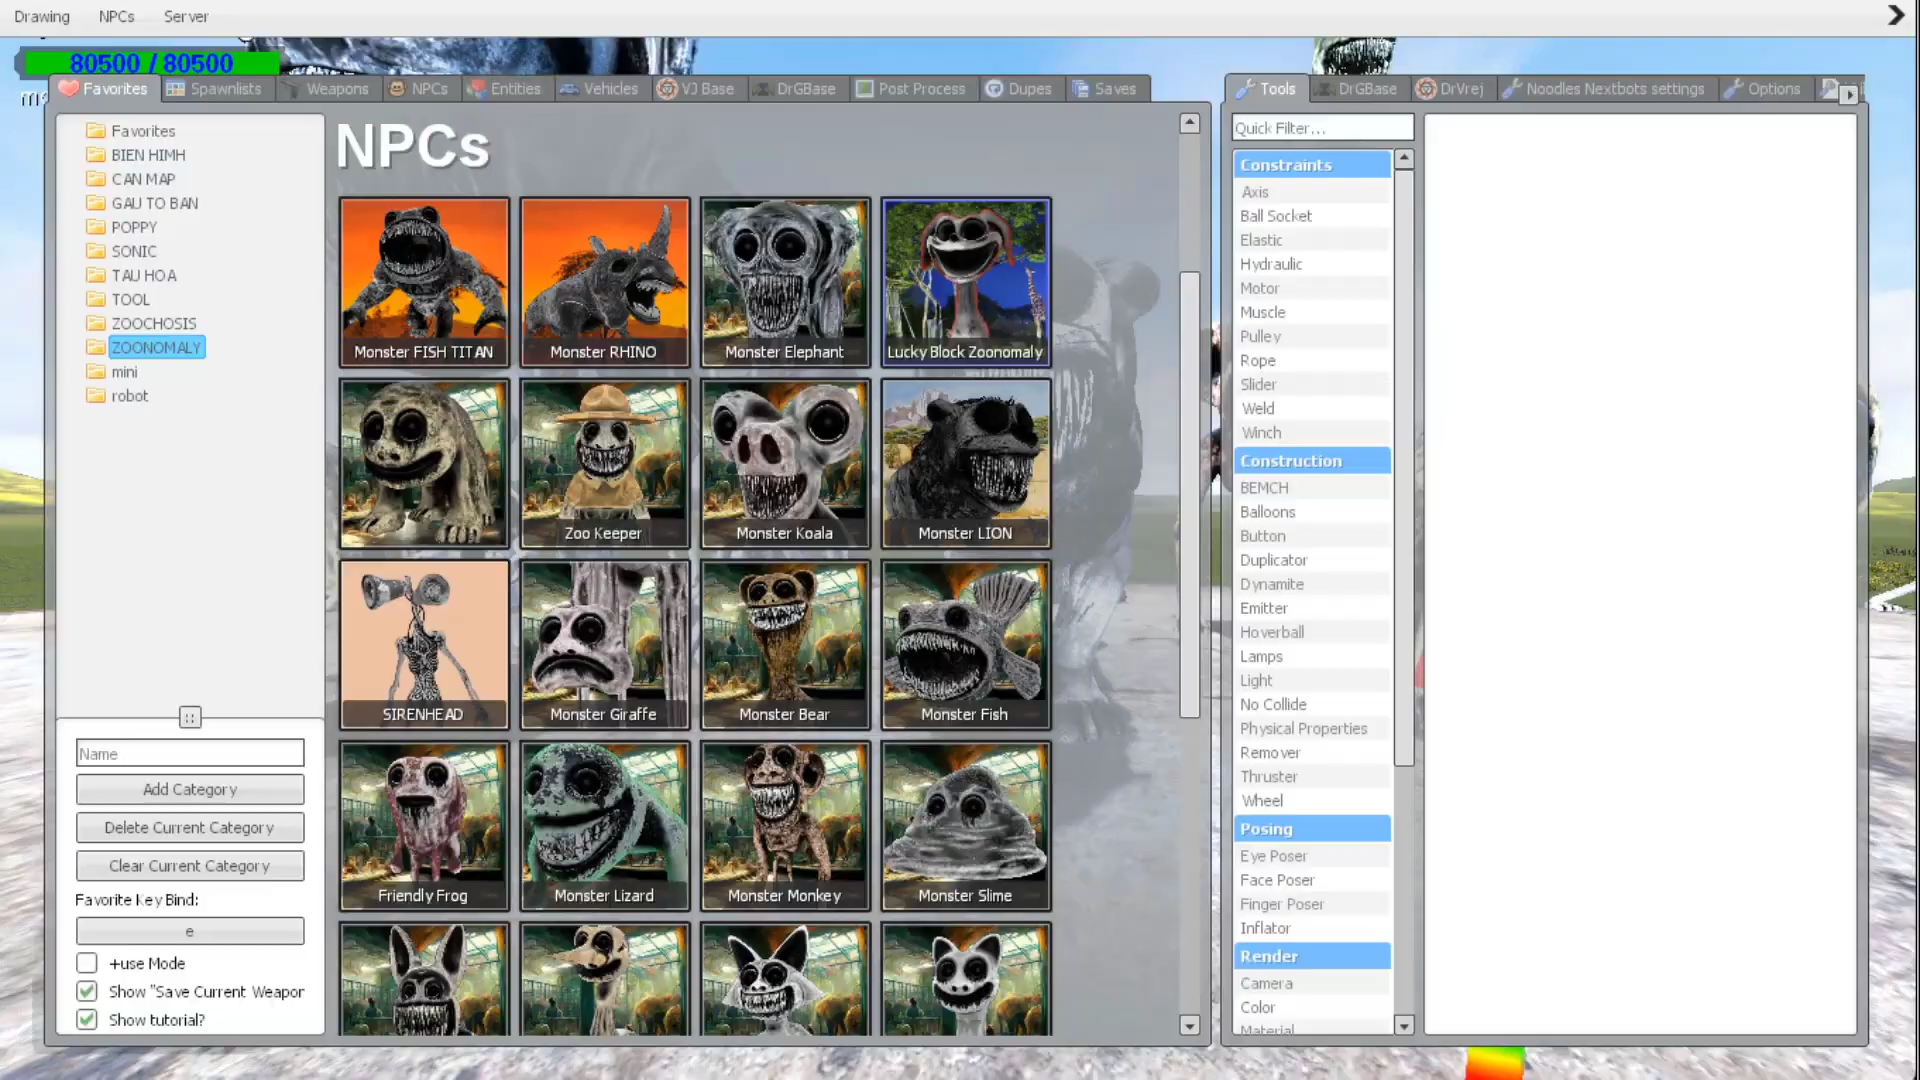 Drawing NPCs Server
80500 / 80500
Favorites Spawnlists Weapons NPCs Entities Vehicles VJ Base DrGBase Post Process Dupes Saves
Favorites
BIEN HIMH
CAN MAP
GAU TO BAN
POPPY
SONIC
TAU HOA
TOOL
ZOOCHOSIS
ZOONOMALY
mini
robot
Name
Add Category
Delete Current Category
Clear Current Category
Favorite Key Bind:
e
+use Mode
Show "Save Current Weapor
Show tutorial?
NPCs
Monster FISH TITAN Monster RHINO Monster Elephant Lucky Block Zoonomaly
Zoo Keeper Monster Koala Monster LION
SIRENHEAD Monster Giraffe Monster Bear Monster Fish
Friendly Frog Monster Lizard Monster Monkey Monster Slime
Tools DrGBase DrVrej Noodles Nextbots settings Options
Quick Filter...
Constraints
Axis
Ball Socket
Elastic
Hydraulic
Motor
Muscle
Pulley
Rope
Slider
Weld
Winch
Construction
BEMCH
Balloons
Button
Duplicator
Dynamite
Emitter
Hoverball
Lamps
Light
No Collide
Physical Properties
Remover
Thruster
Wheel
Posing
Eye Poser
Face Poser
Finger Poser
Inflator
Render
Camera
Color
Material